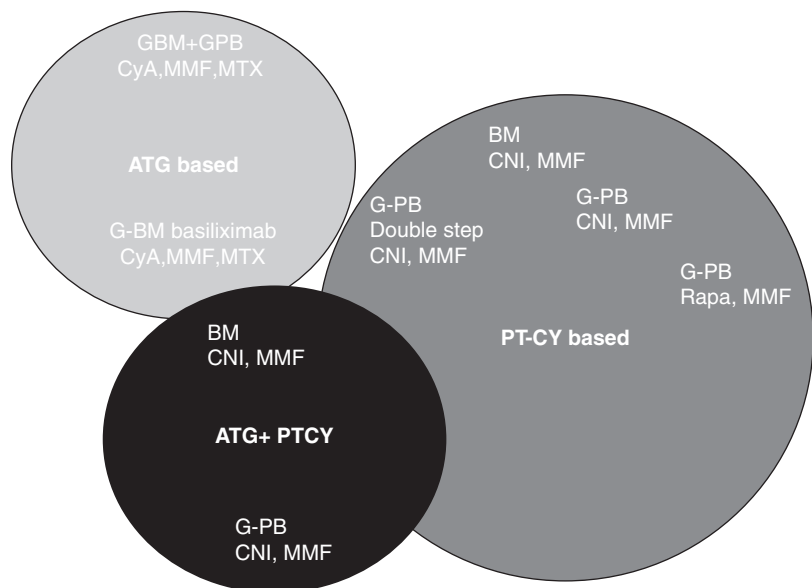 GBM+GPB
CyA,MMF,MTX
ATG based
G-BM basiliximab
CyA,MMF,MTX
BM
CNI, MMF
G-PB
CNI, MMF
G-PB
Double step
CNI, MMF
G-PB
Rapa, MMF
PT-CY based
BM
CNI, MMF
ATG+ PTCY
G-PB
CNI, MMF